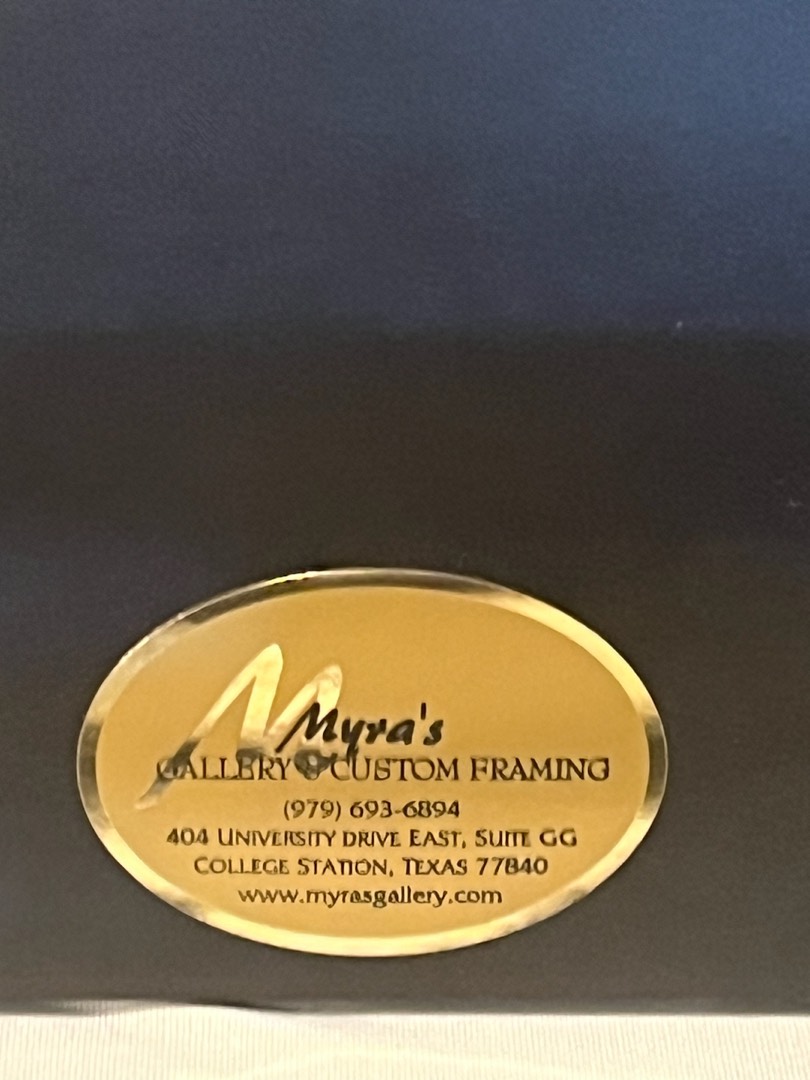 M
Myra's
GALLERY & CUSTOM FRAMING
(979) 693-6894
404 UNIVERSITY DRIVE EAST, SUITE GG
COLLEGE STATION, TEXAS 77840
www.myrasgallery.com